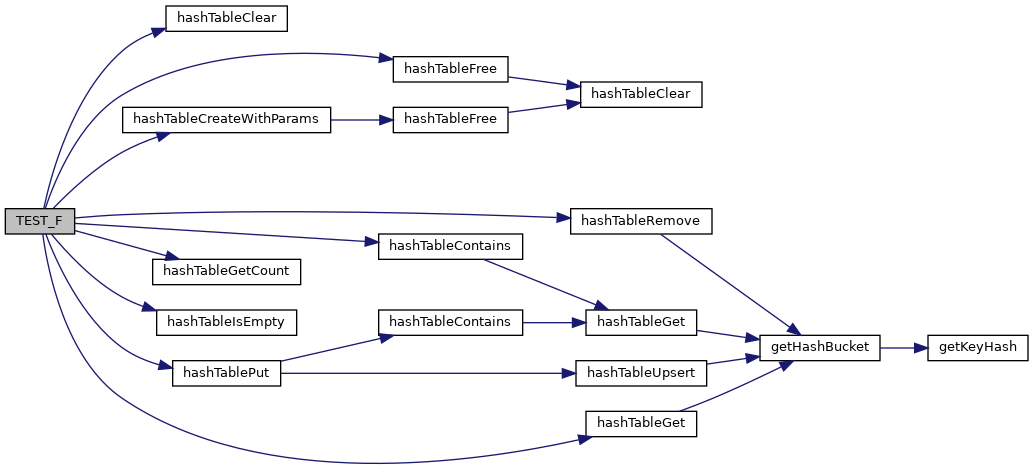 hashTableClear
hashTableFree
hashTableClear
hashTableCreateWithParams
hashTableFree
TEST_F
hashTableRemove
hashTableContains
hashTableGetCount
hashTableIsEmpty
hashTableContains
hashTableGet
getHashBucket
getKeyHash
hashTablePut
hashTableUpsert
hashTableGet